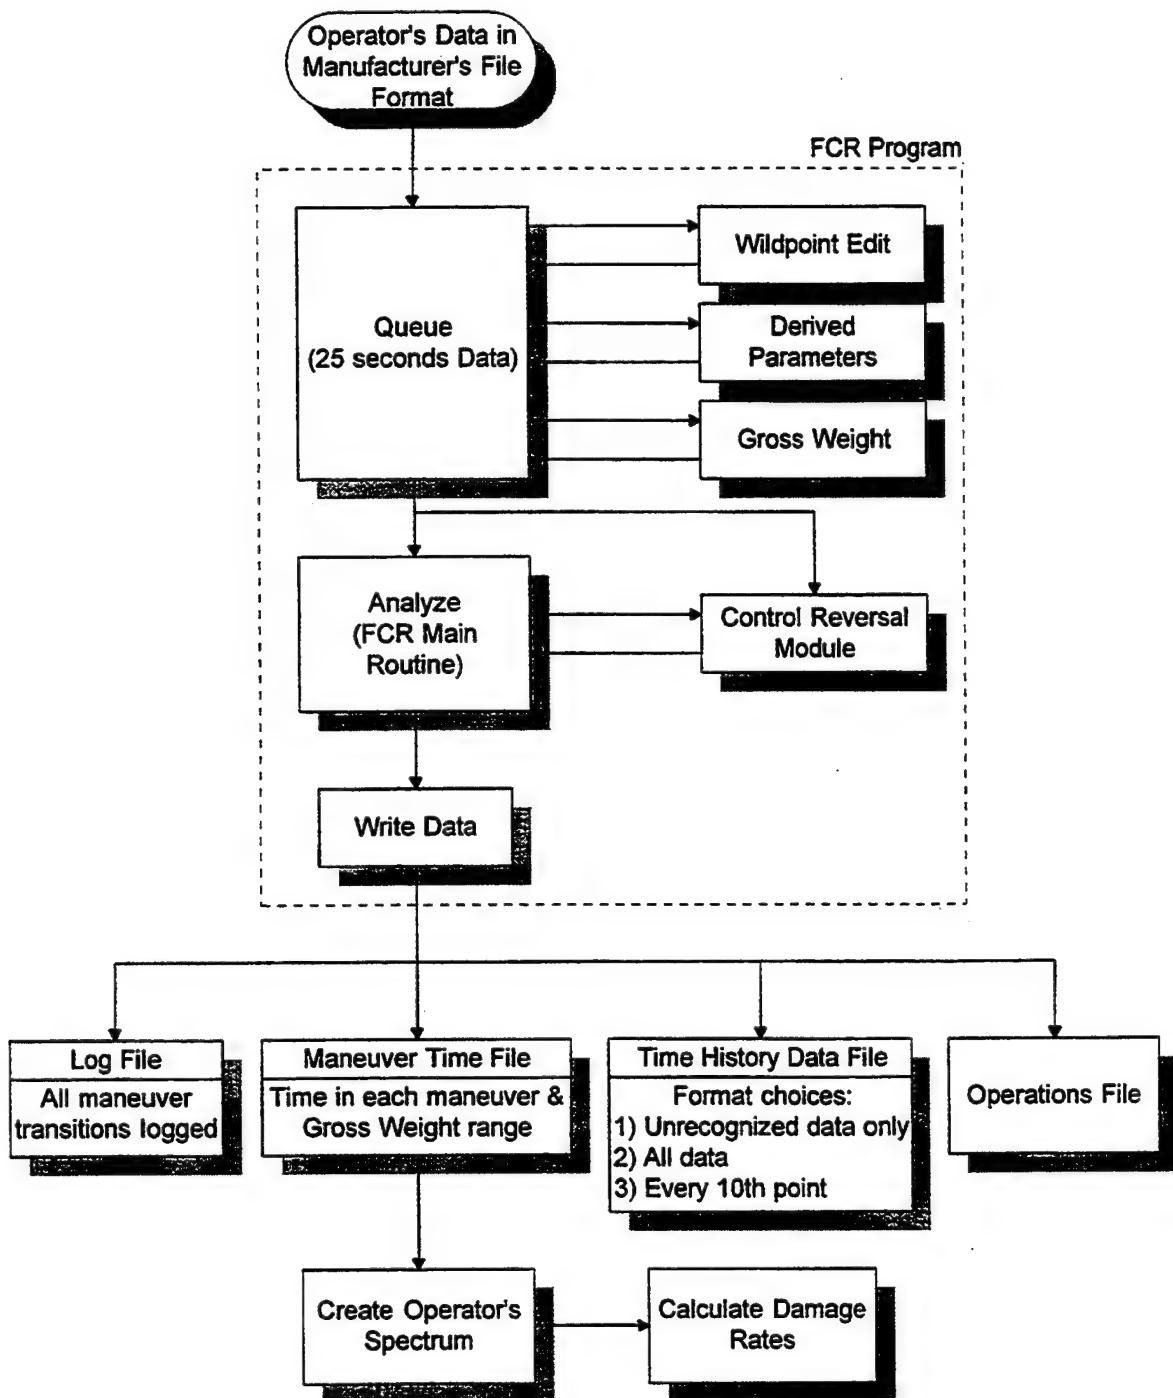 Operator's Data in
Manufacturer's File
Format
FCR Program
Queue
(25 seconds Data)
Wildpoint Edit
Derived
Parameters
Gross Weight
Analyze
(FCR Main
Routine)
Control Reversal
Module
Write Data
Log File
All maneuver
transitions logged
Maneuver Time File
Time in each maneuver &
Gross Weight range
Time History Data File
Format choices:
1) Unrecognized data only
2) All data
3) Every 10th point
Operations File
Create Operator's
Spectrum
Calculate Damage
Rates